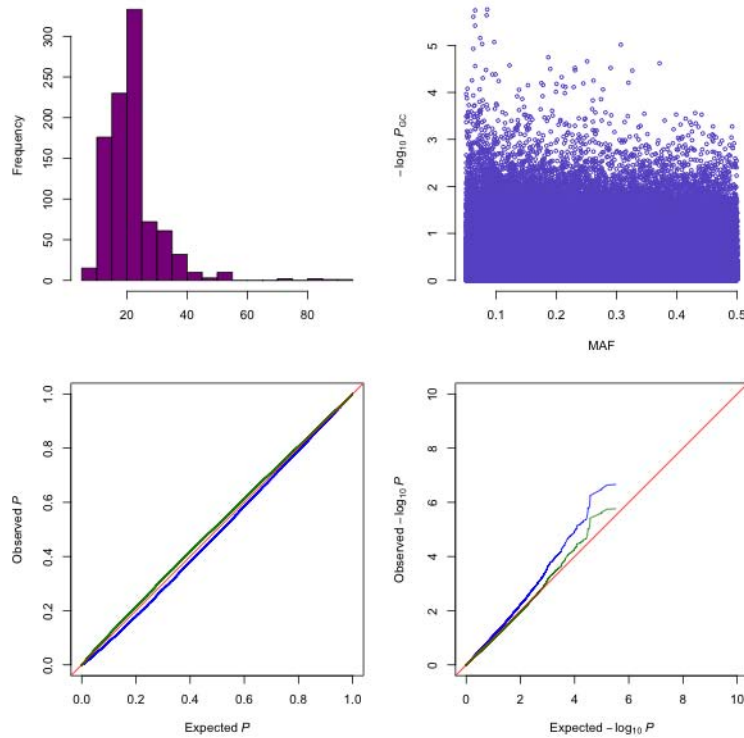 Frequency
0 50 100 150 200 250 300
20 40 60 80
− log10 PGC
0 1 2 3 4 5
0.1 0.2 0.3 0.4 0.5
MAF
Observed P
0.0 0.2 0.4 0.6 0.8 1.0
0.0 0.2 0.4 0.6 0.8 1.0
Expected P
Observed − log10 P
0 2 4 6 8 10
0 2 4 6 8 10
Expected − log10 P